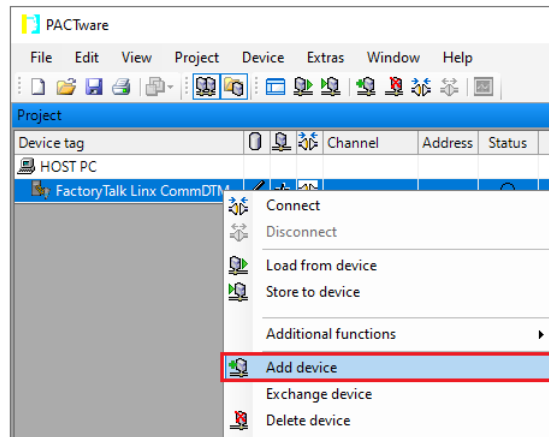 PACTware
File Edit View Project Device Extras Window Help
Project
Device tag Channel Address Status
HOST PC
FactoryTalk Linx CommDTM
Connect
Disconnect
Load from device
Store to device
Additional functions
Add device
Exchange device
Delete device